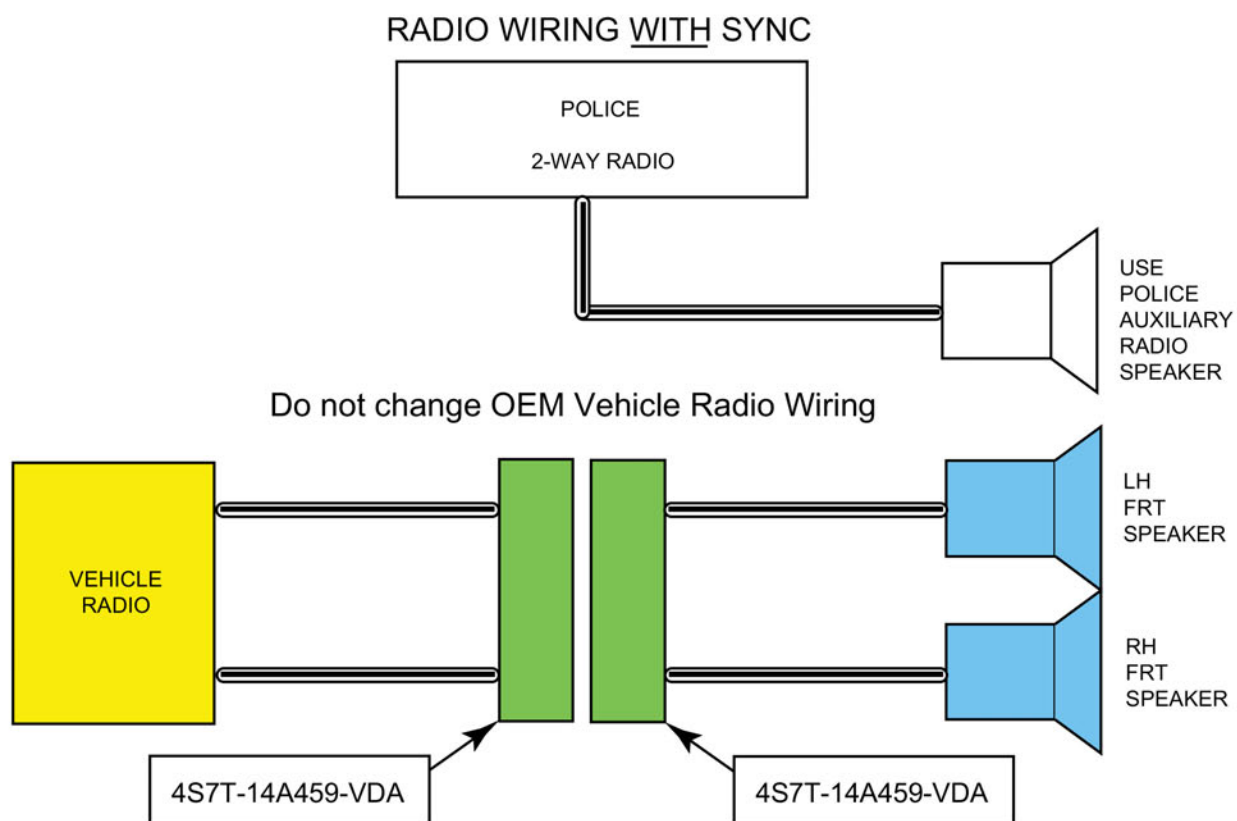 RADIO WIRING WITH SYNC
POLICE
2-WAY RADIO
USE
POLICE
AUXILIARY
RADIO
SPEAKER
Do not change OEM Vehicle Radio Wiring
VEHICLE
RADIO
LH
FRT
SPEAKER
RH
FRT
SPEAKER
4S7T-14A459-VDA
4S7T-14A459-VDA